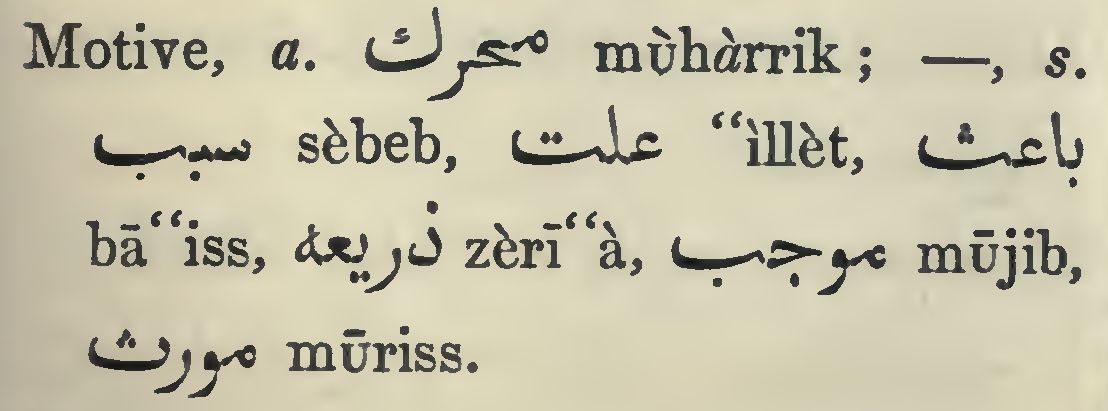 Motive, a. محرك mùhàrrik; —, s.
سبب sèbeb, علت “ìllèt, باعث
bā“iss, ذريعه zèrī“à, موجب mūjib,
مورث mūriss.